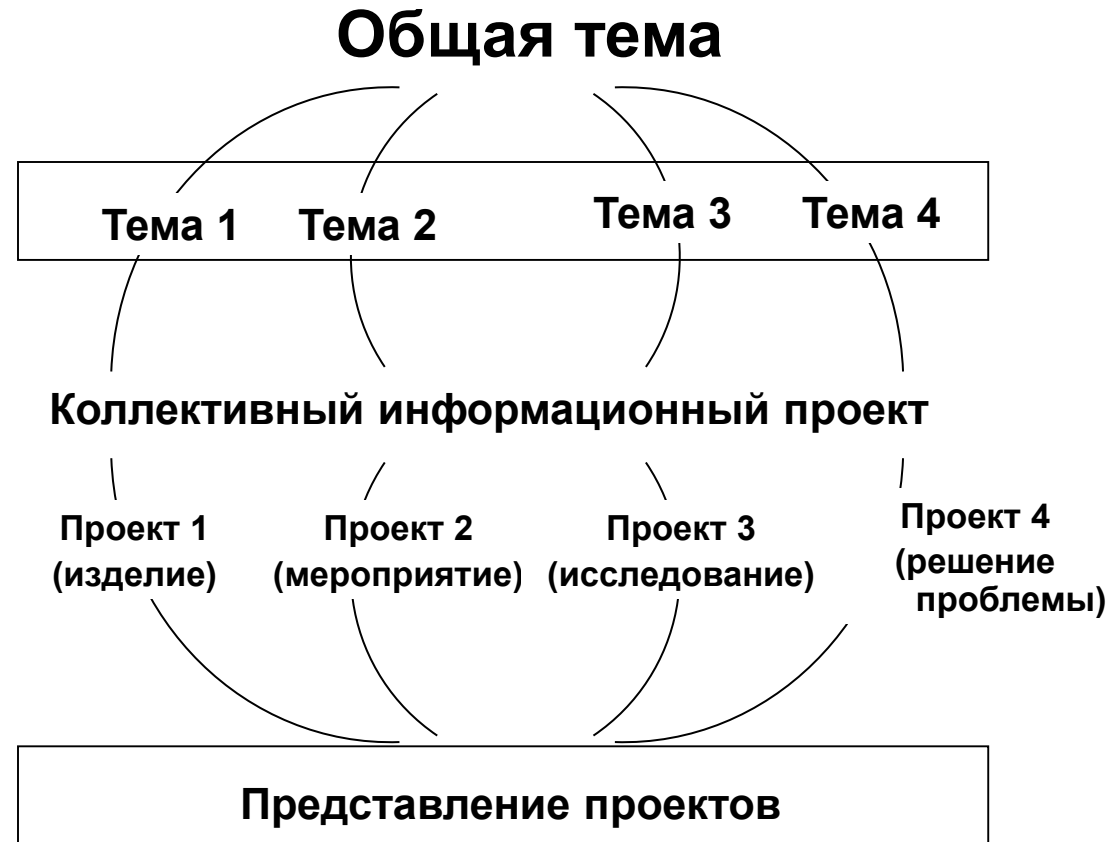 Общая тема
Тема 1 Тема 2 Тема 3 Тема 4
Коллективный информационный проект
Проект 1
(изделие)
Проект 2
(мероприятие)
Проект 3
(исследование)
Проект 4
(решение
проблемы)
Представление проектов